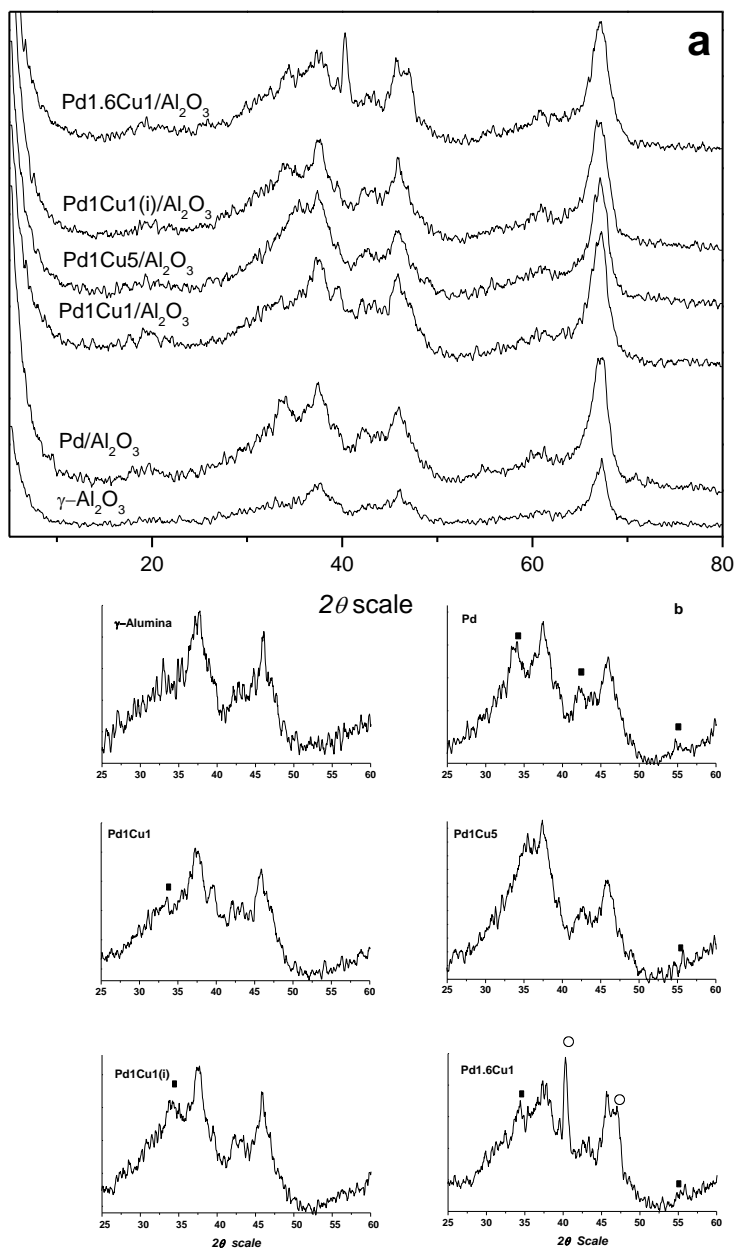 a
Pd1.6Cu1/Al₂O₃
Pd1Cu1(i)/Al₂O₃
Pd1Cu5/Al₂O₃
Pd1Cu1/Al₂O₃
Pd/Al₂O₃
γ–Al₂O₃
20 40 60 80
2θ scale
γ–Alumina
25 30 35 40 45 50 55 60
Pd b
25 30 35 40 45 50 55 60
Pd1Cu1
25 30 35 40 45 50 55 60
Pd1Cu5
25 30 35 40 45 50 55 60
Pd1Cu1(i)
25 30 35 40 45 50 55 60
2θ scale
Pd1.6Cu1
25 30 35 40 45 50 55 60
2θ Scale